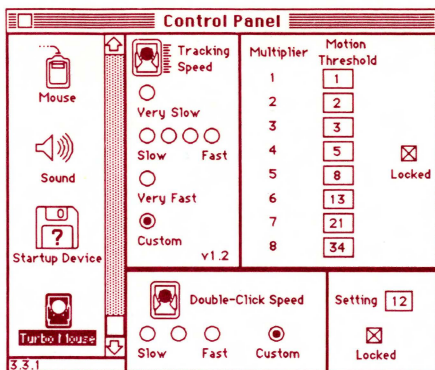 Control Panel
Mouse
Sound
?
Startup Device
Turbo Mouse
3.3.1
Tracking
Speed
Very Slow
Slow Fast
Very Fast
Custom
v1.2
Multiplier Motion
Threshold
1 1
2 2
3 3
4 5
5 8
6 13
7 21
8 34
Locked
Double-Click Speed
Slow Fast Custom
Setting 12
Locked